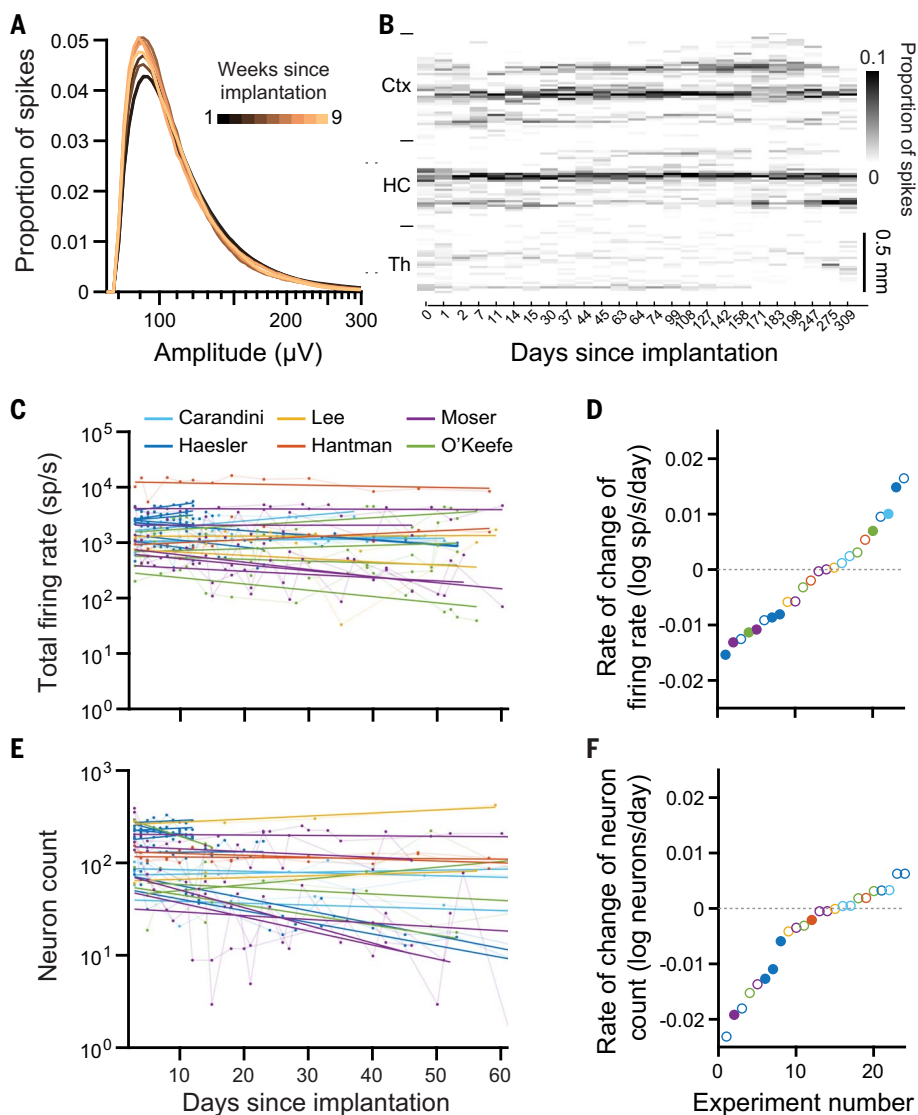 A
Proportion of spikes
0.05
0.04
0.03
0.02
0.01
0
Weeks since
implantation
1 9
100 200 300
Amplitude (µV)
B
Ctx
HC
Th
0.1
0
Proportion of spikes
0.5 mm
0 1 2 7 11 14 15 30 37 44 45 63 64 74 99 108 127 142 158 171 183 198 247 275 309
Days since implantation
C
Carandini Lee Moser
Haesler Hantman O'Keefe
Total firing rate (sp/s)
10^5
10^4
10^3
10^2
10^1
10^0
D
Rate of change of
firing rate (log sp/s/day)
0.02
0.01
0
-0.01
-0.02
E
Neuron count
10^3
10^2
10^1
10^0
10 20 30 40 50 60
Days since implantation
F
Rate of change of neuron
count (log neurons/day)
0.02
0.01
0
-0.01
-0.02
0 10 20
Experiment number